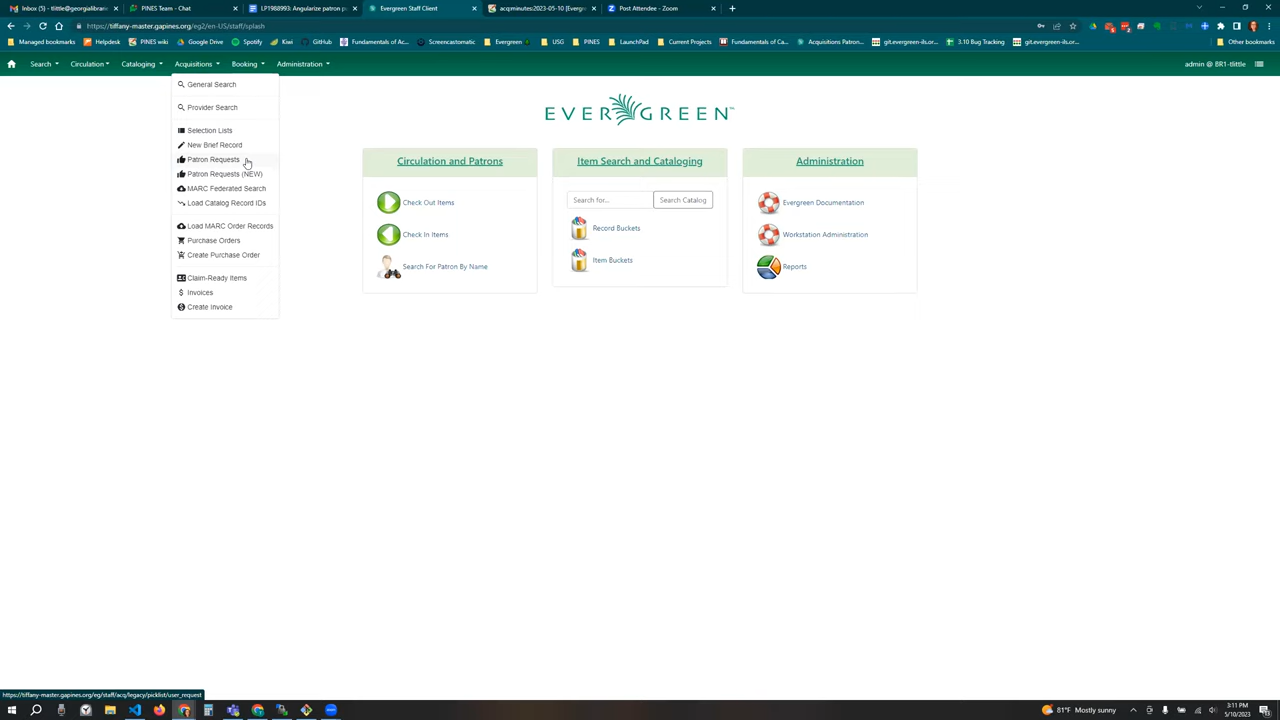 Inbox (5) - tlittle@georgialibrarie
PINES Team - Chat
LP1988993: Angularize patron p
Evergreen Staff Client
acqminutes:2023-05-10 [Evergr
Post Attendee - Zoom
https://tiffany-master.gapines.org/eg2/en-US/staff/splash
Managed bookmarks
Helpdesk
PINES wiki
Google Drive
Spotify
Kiwi
GitHub
Fundamentals of Ac...
Screencastomatic
Evergreen
USG
PINES
LaunchPad
Current Projects
Fundamentals of Ca...
Acquisitions Patron...
git.evergreen-ils.or...
3.10 Bug Tracking
git.evergreen-ils.or...
Other bookmarks
Search
Circulation
Cataloging
Acquisitions
Booking
Administration
admin @ BR1-tlittle
General Search
Provider Search
Selection Lists
New Brief Record
Patron Requests
Patron Requests (NEW)
MARC Federated Search
Load Catalog Record IDs
Load MARC Order Records
Purchase Orders
Create Purchase Order
Claim-Ready Items
Invoices
Create Invoice
EVERGREEN™
Circulation and Patrons
Check Out Items
Check In Items
Search For Patron By Name
Item Search and Cataloging
Search for...
Search Catalog
Record Buckets
Item Buckets
Administration
Evergreen Documentation
Workstation Administration
Reports
https://tiffany-master.gapines.org/eg/staff/acq/legacy/picklist/user_request
81°F Mostly sunny
3:11 PM
5/10/2023